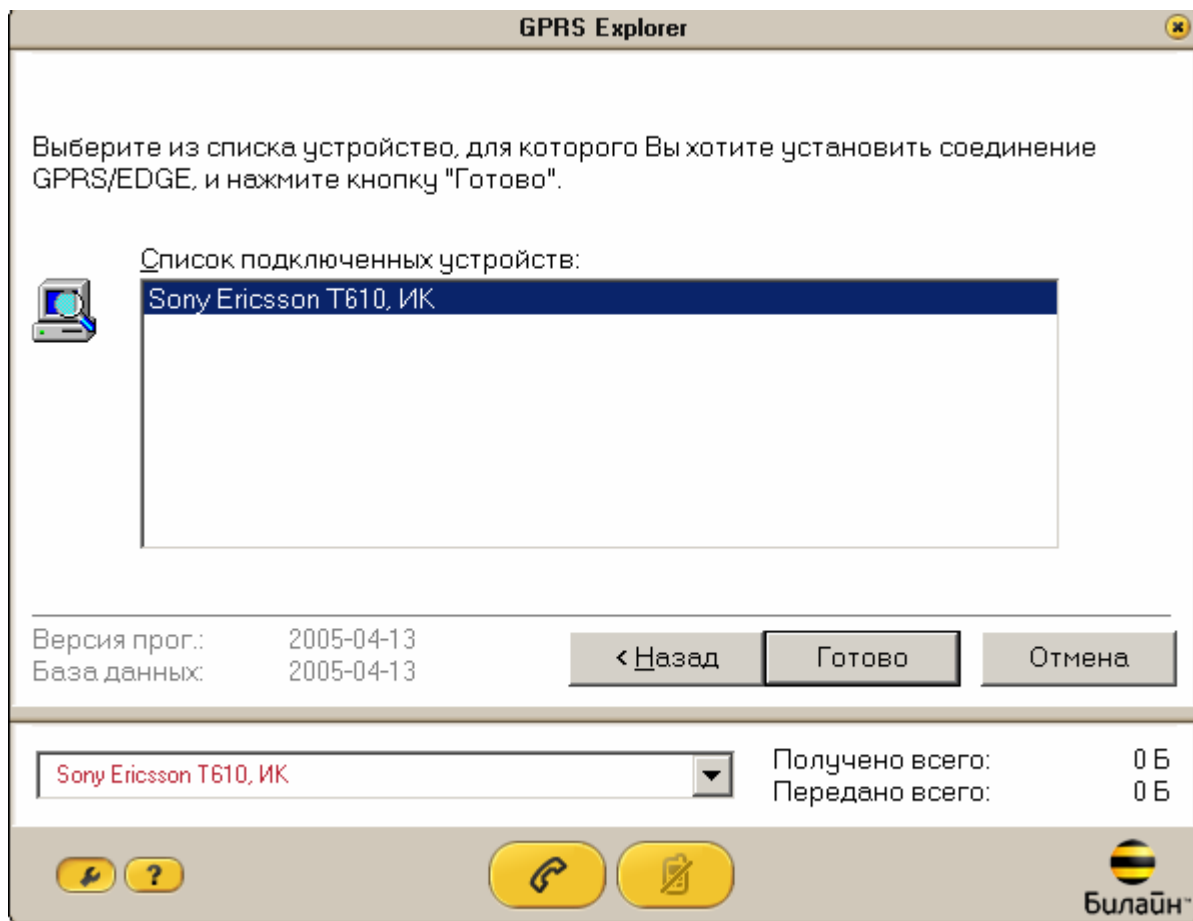 GPRS Explorer
Выберите из списка устройство, для которого Вы хотите установить соединение
GPRS/EDGE, и нажмите кнопку "Готово".
Список подключенных устройств:
Sony Ericsson T610, ИК
Версия прог.: 2005-04-13
База данных: 2005-04-13
< Назад Готово Отмена
Sony Ericsson T610, ИК
Получено всего: 0 Б
Передано всего: 0 Б
?
Билайн™